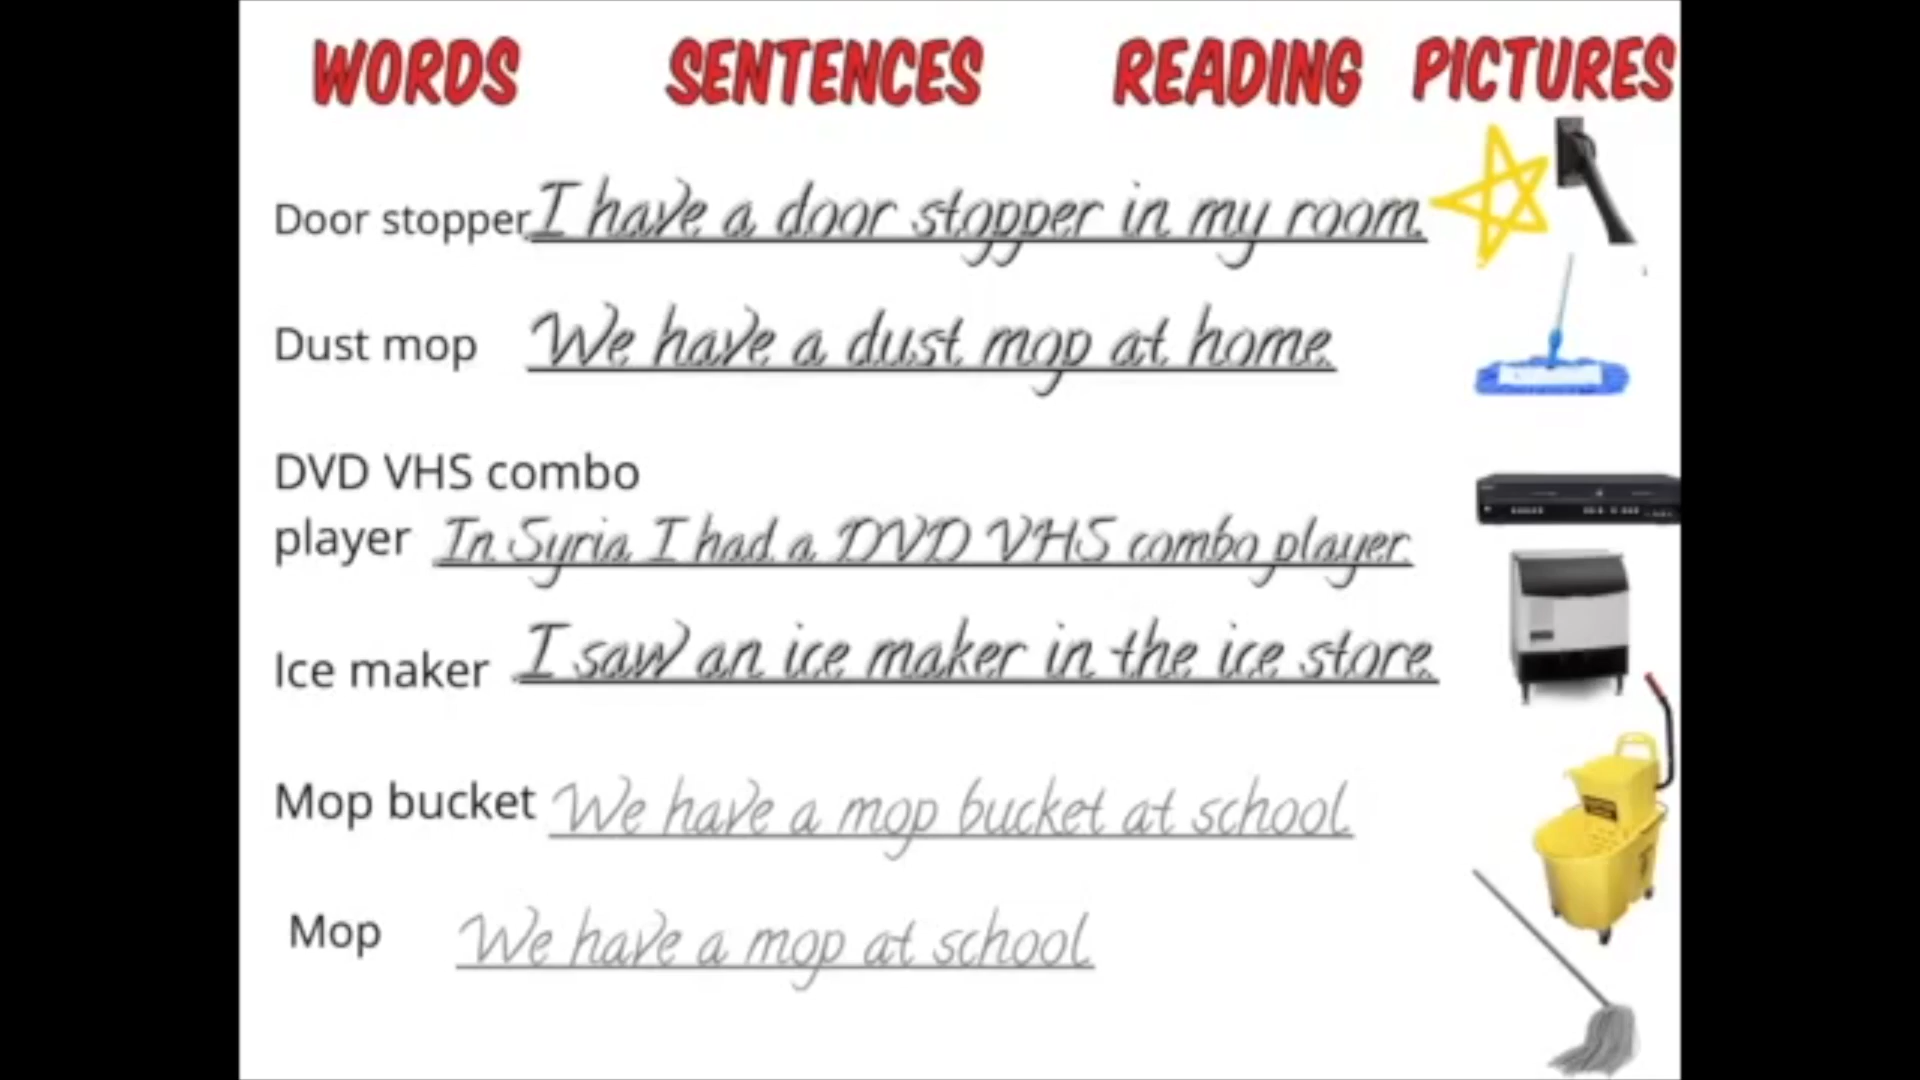 WORDS SENTENCES READING PICTURES
Door stopper I have a door stopper in my room.
Dust mop We have a dust mop at home.
DVD VHS combo
player In Syria I had a DVD VHS combo player.
Ice maker I saw an ice maker in the ice store.
Mop bucket We have a mop bucket at school.
Mop We have a mop at school.